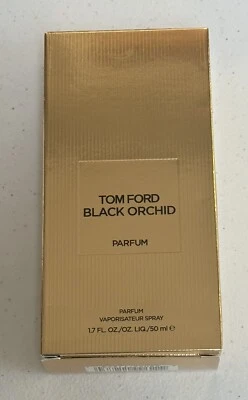 TOM FORD
BLACK ORCHID
PARFUM
PARFUM
VAPORISATEUR SPRAY
1.7 FL. OZ./OZ. LIQ./50 ml ℮